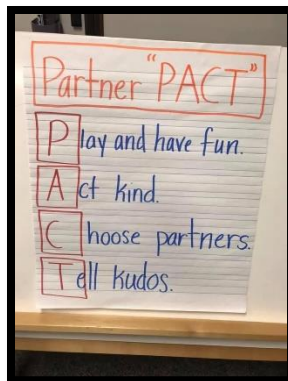 Partner "PACT"
Play and have fun.
Act kind.
Choose partners.
Tell kudos.